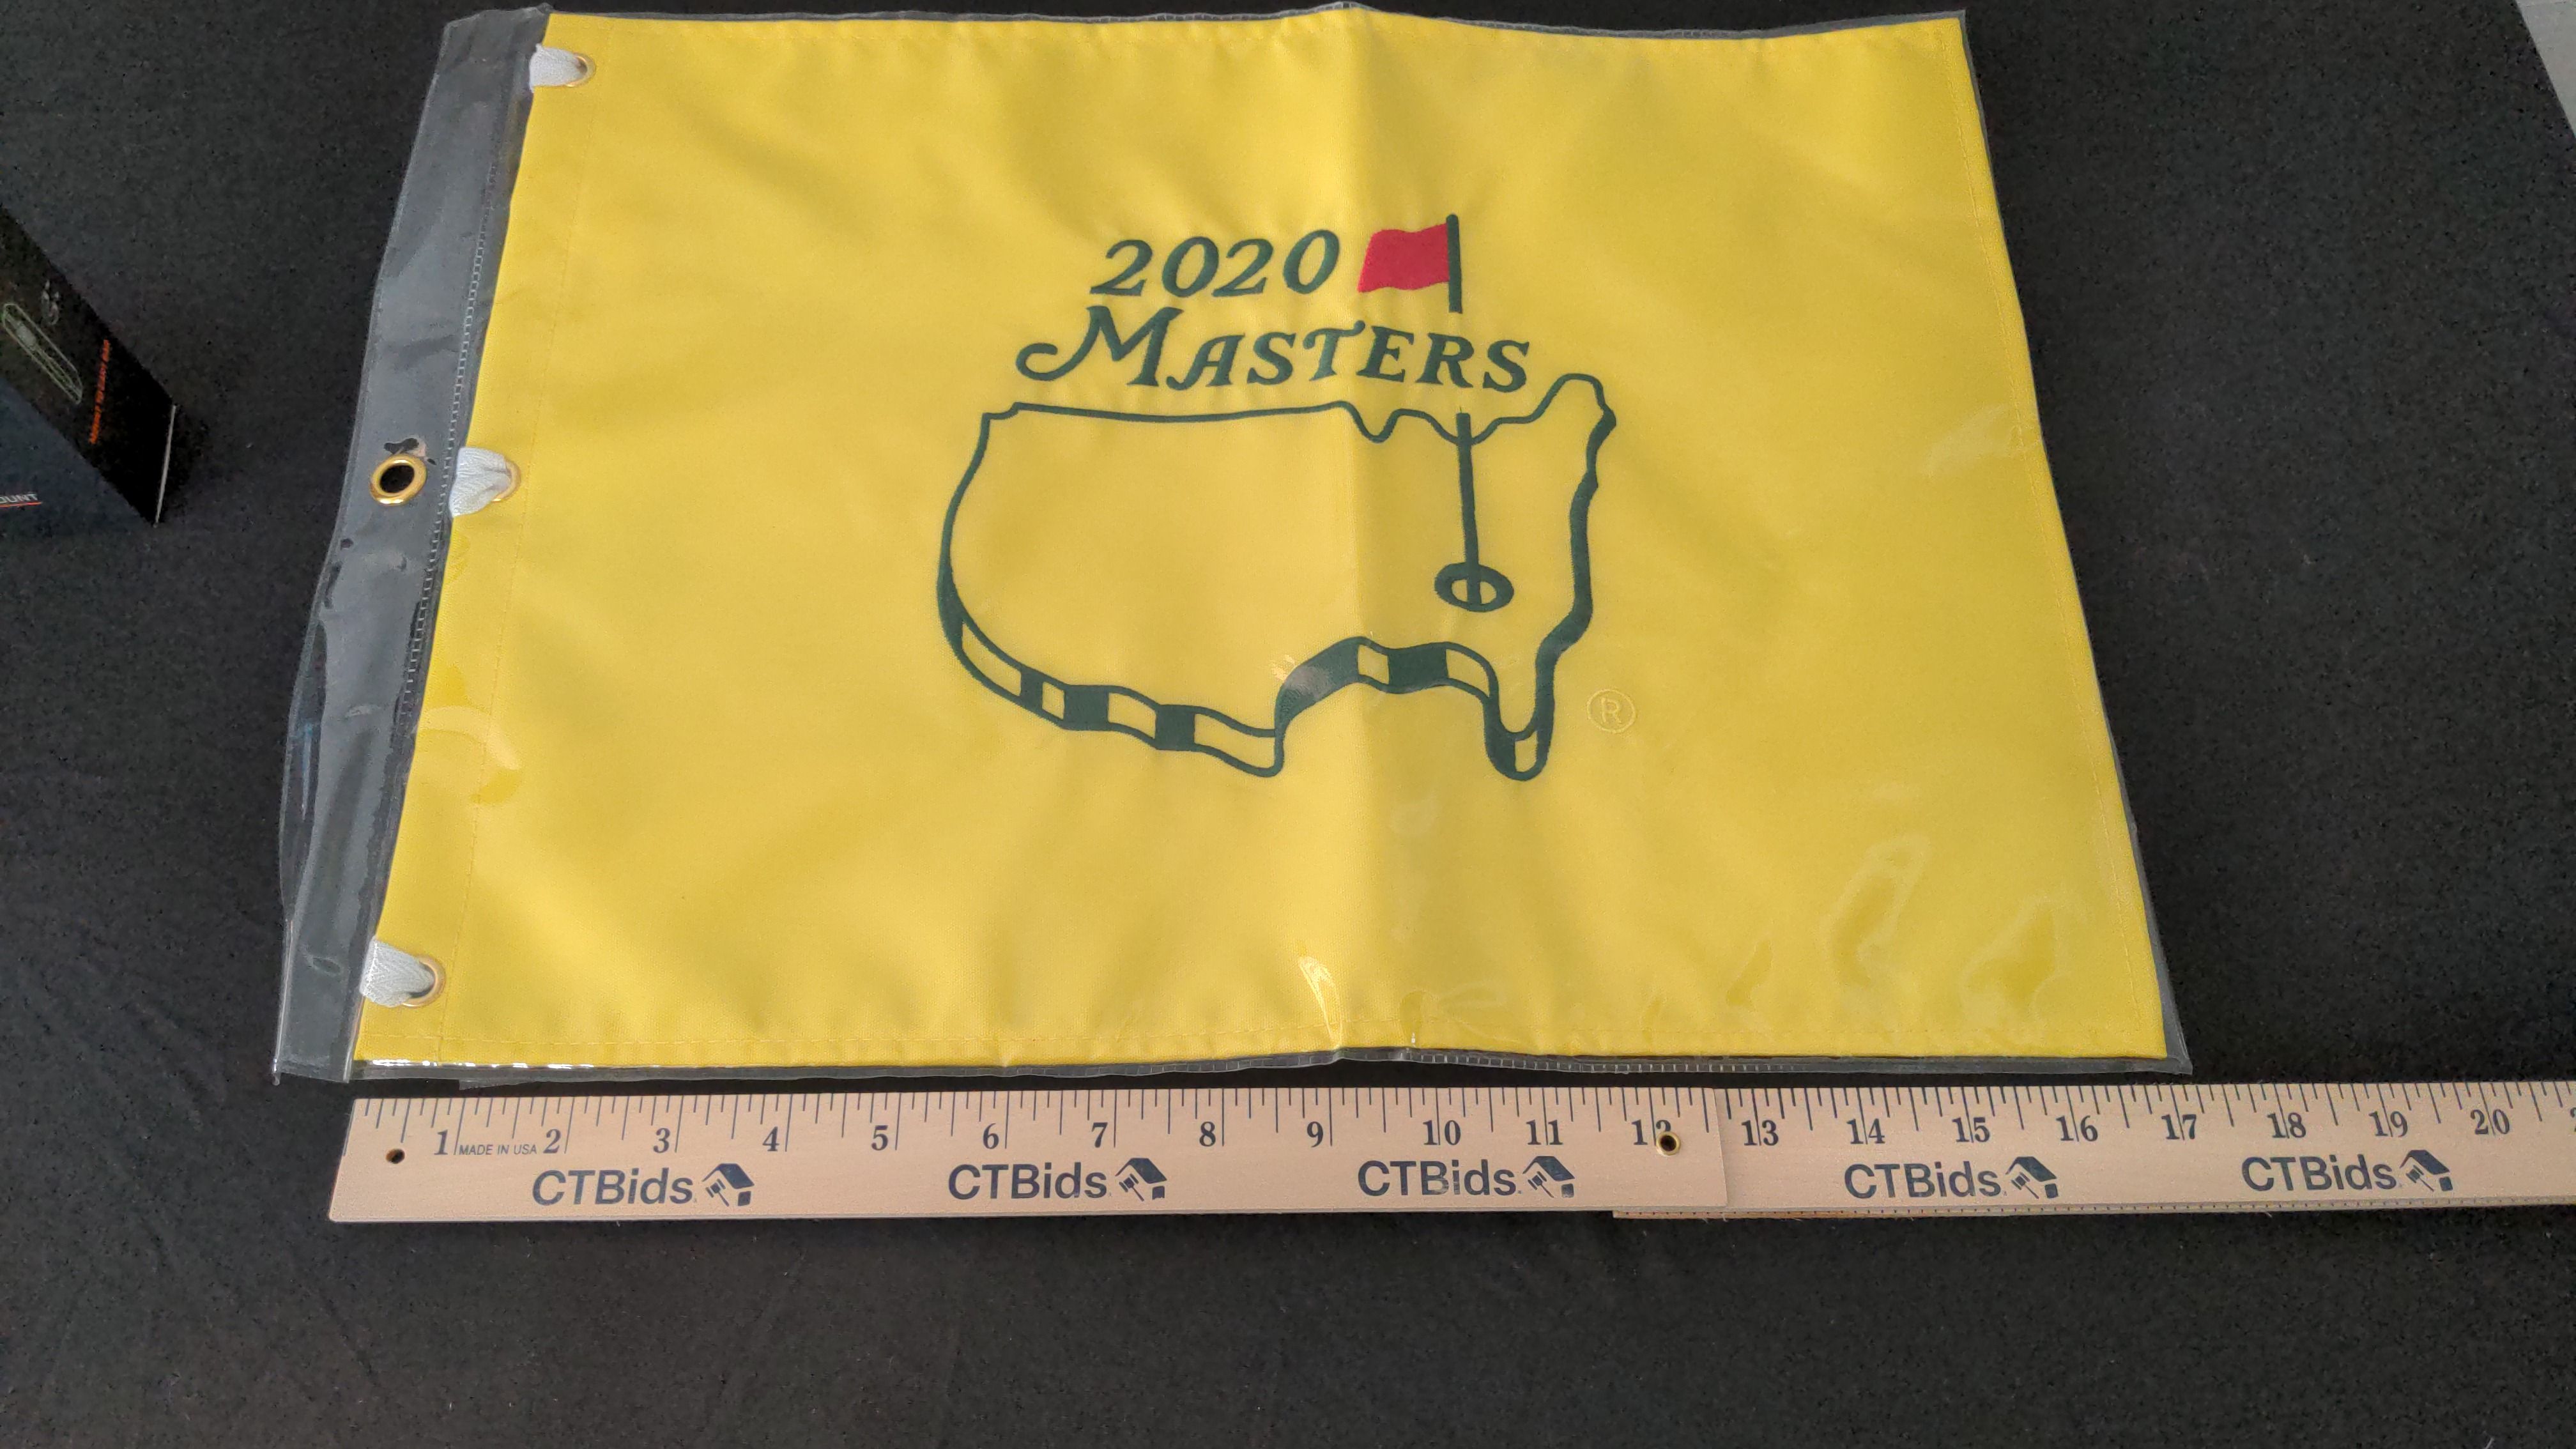 2020
MASTERS
®
1 MADE IN USA 2 3 4 5 6 7 8 9 10 11 12 13 14 15 16 17 18 19 20
CTBids. CTBids. CTBids. CTBids. CTBids.